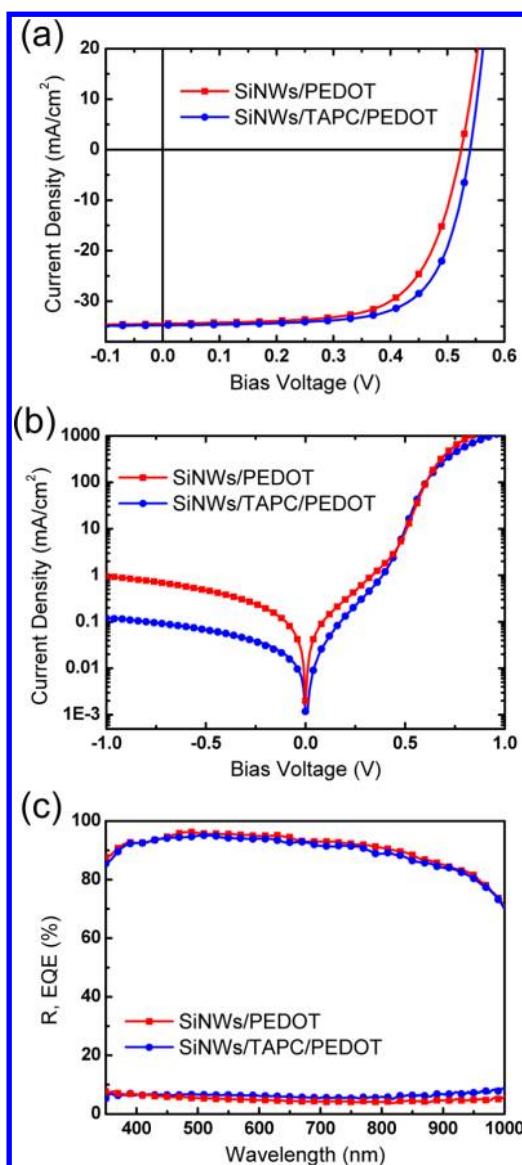 (a)
20
10
0
-10
-20
-30
-0.1 0.0 0.1 0.2 0.3 0.4 0.5 0.6
Current Density (mA/cm²)
Bias Voltage (V)
SiNWs/PEDOT
SiNWs/TAPC/PEDOT
(b)
1000
100
10
1
0.1
0.01
1E-3
-1.0 -0.5 0.0 0.5 1.0
Current Density (mA/cm²)
Bias Voltage (V)
SiNWs/PEDOT
SiNWs/TAPC/PEDOT
(c)
100
80
60
40
20
0
400 500 600 700 800 900 1000
R, EQE (%)
Wavelength (nm)
SiNWs/PEDOT
SiNWs/TAPC/PEDOT